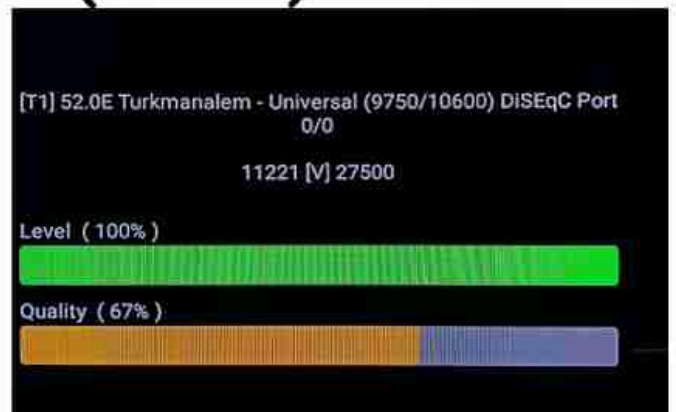 [T1] 52.0E Turkmanalem - Universal (9750/10600) DiSEqC Port
0/0
11221 [V] 27500
Level ( 100% )
Quality ( 67% )